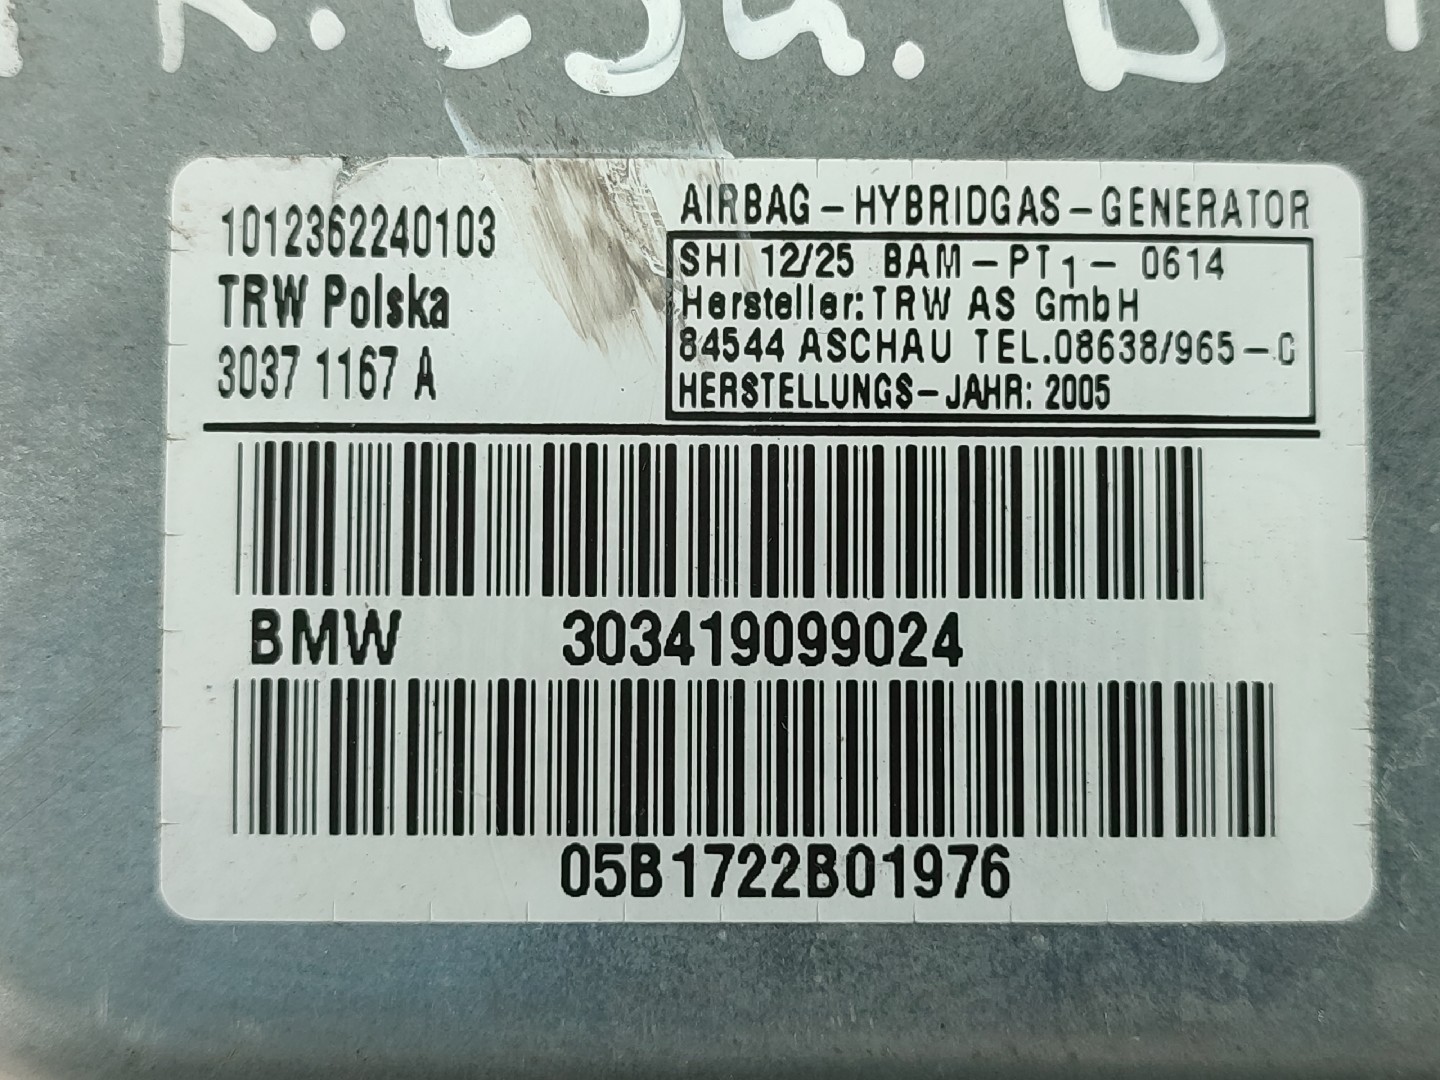 1012362240103
TRW Polska
3037 1167 A
AIRBAG-HYBRIDGAS-GENERATOR
SHI 12/25 BAM-PT1- 0614
Hersteller: TRW AS GmbH
84544 ASCHAU TEL.08638/965-0
HERSTELLUNGS-JAHR: 2005
BMW 303419099024
05B1722B01976